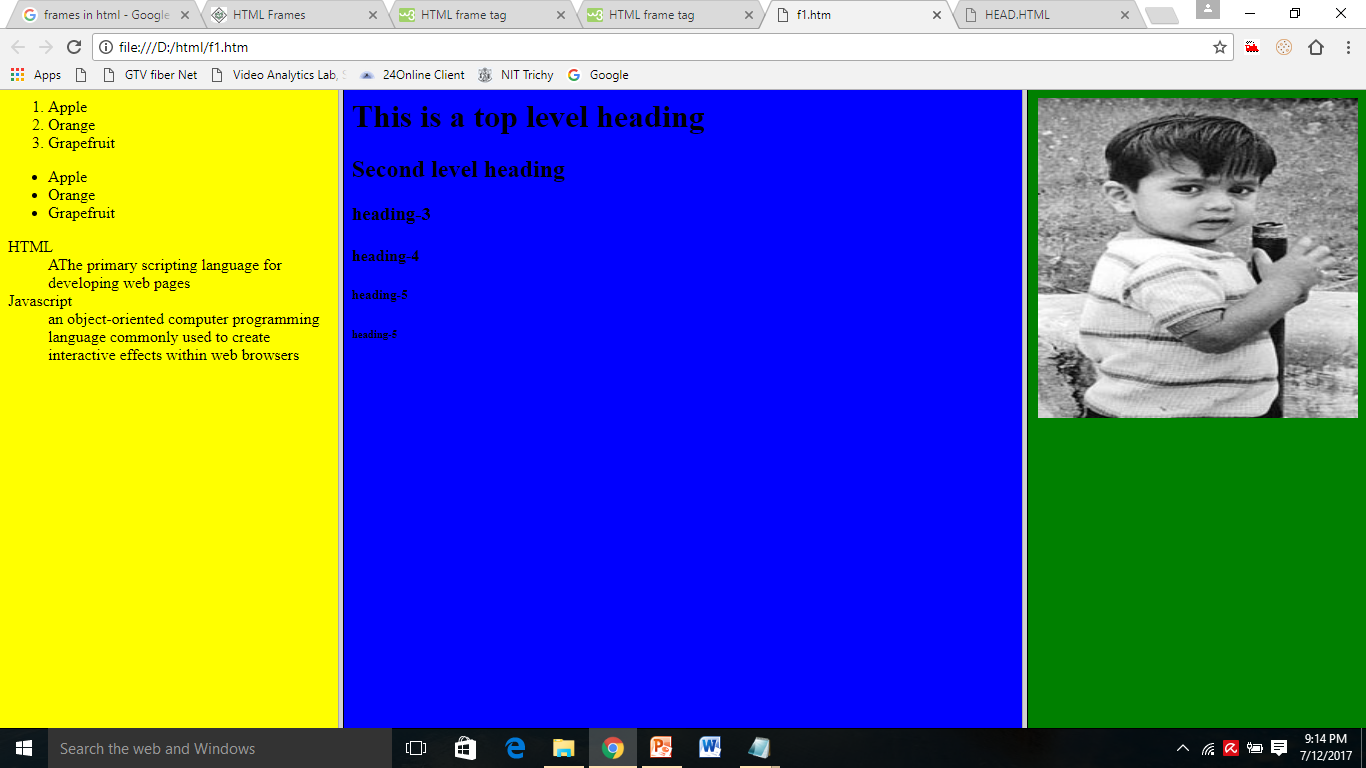 frames in html - Google
HTML Frames
HTML frame tag
HTML frame tag
f1.htm
HEAD.HTML
file:///D:/html/f1.htm
Apps
GTV fiber Net
Video Analytics Lab,
24Online Client
NIT Trichy
Google
1. Apple
2. Orange
3. Grapefruit
• Apple
• Orange
• Grapefruit
HTML
AThe primary scripting language for
developing web pages
Javascript
an object-oriented computer programming
language commonly used to create
interactive effects within web browsers
This is a top level heading
Second level heading
heading-3
heading-4
heading-5
Search the web and Windows
9:14 PM
7/12/2017